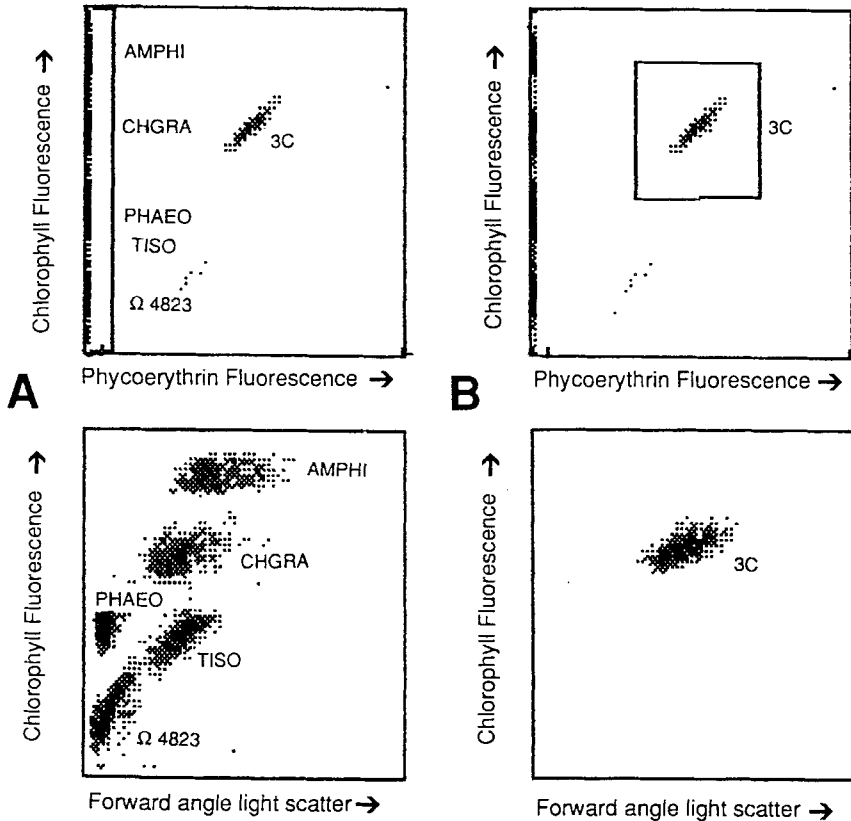 Chlorophyll Fluorescence →
AMPHI
CHGRA
3C
PHAEO
TISO
Ω 4823
Phycoerythrin Fluorescence →
A
Chlorophyll Fluorescence →
3C
Phycoerythrin Fluorescence →
B
Chlorophyll Fluorescence →
AMPHI
CHGRA
PHAEO
TISO
Ω 4823
Forward angle light scatter →
Chlorophyll Fluorescence →
3C
Forward angle light scatter →